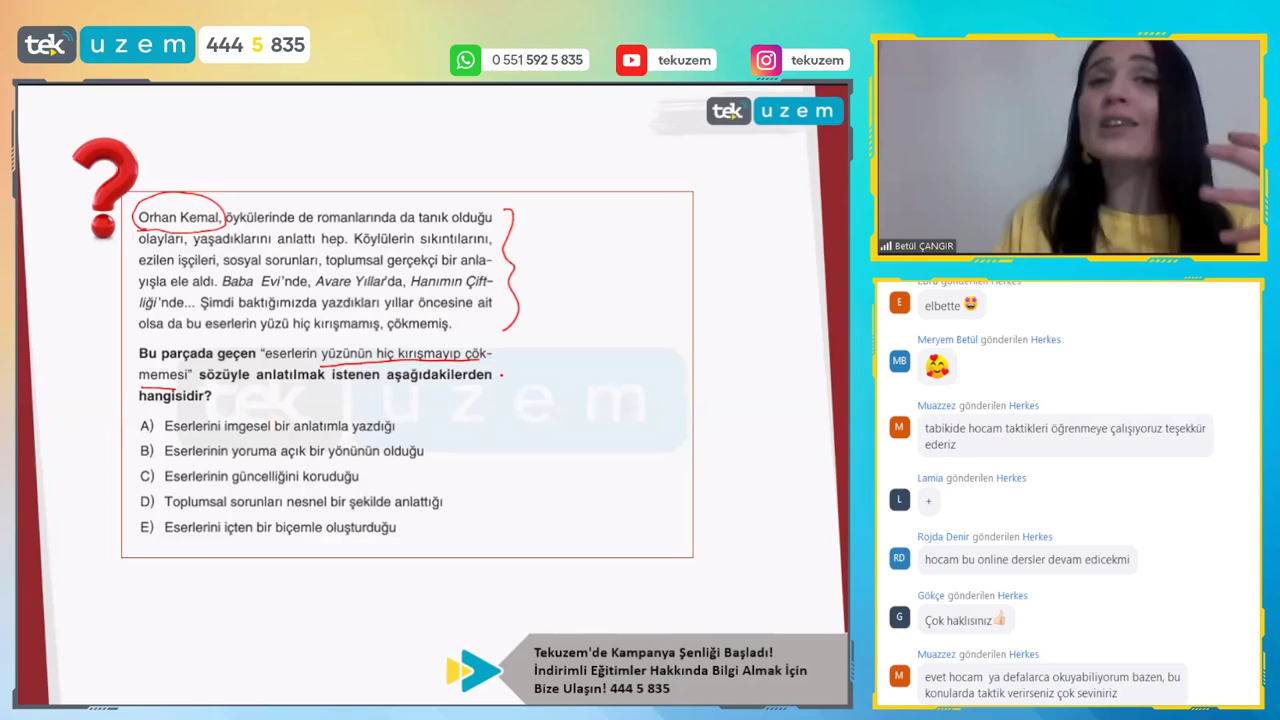 tek uzem 444 5 835
0 551 592 5 835
tekuzem
tekuzem
tek uzem
Orhan Kemal, öykülerinde de romanlarında da tanık olduğu
olayları, yaşadıklarını anlattı hep. Köylülerin sıkıntılarını,
ezilen işçileri, sosyal sorunları, toplumsal gerçekçi bir anla-
yışla ele aldı. Baba Evi'nde, Avare Yıllar'da, Hanımın Çift-
liği'nde... Şimdi baktığımızda yazdıkları yıllar öncesine ait
olsa da bu eserlerin yüzü hiç kırışmamış, çökmemiş.
Bu parçada geçen "eserlerin yüzünün hiç kırışmayıp çök-
memesi" sözüyle anlatılmak istenen aşağıdakilerden
hangisidir?
A) Eserlerini imgesel bir anlatımla yazdığı
B) Eserlerinin yoruma açık bir yönünün olduğu
C) Eserlerinin güncelliğini koruduğu
D) Toplumsal sorunları nesnel bir şekilde anlattığı
E) Eserlerini içten bir biçemle oluşturduğu
tek uzem
Tekuzem'de Kampanya Şenliği Başladı!
İndirimli Eğitimler Hakkında Bilgi Almak İçin
Bize Ulaşın! 444 5 835
Betül ÇANGIR
Ebru gönderilen Herkes
E
elbette
Meryem Betül gönderilen Herkes
MB
Muazzez gönderilen Herkes
M
tabikide hocam taktikleri öğrenmeye çalışıyoruz teşekkür
ederiz
Lamia gönderilen Herkes
L
+
Rojda Denir gönderilen Herkes
RD
hocam bu online dersler devam edicekmi
Gökçe gönderilen Herkes
G
Çok haklısınız
Muazzez gönderilen Herkes
M
evet hocam ya defalarca okuyabiliyorum bazen, bu
konularda taktik verirseniz çok seviniriz